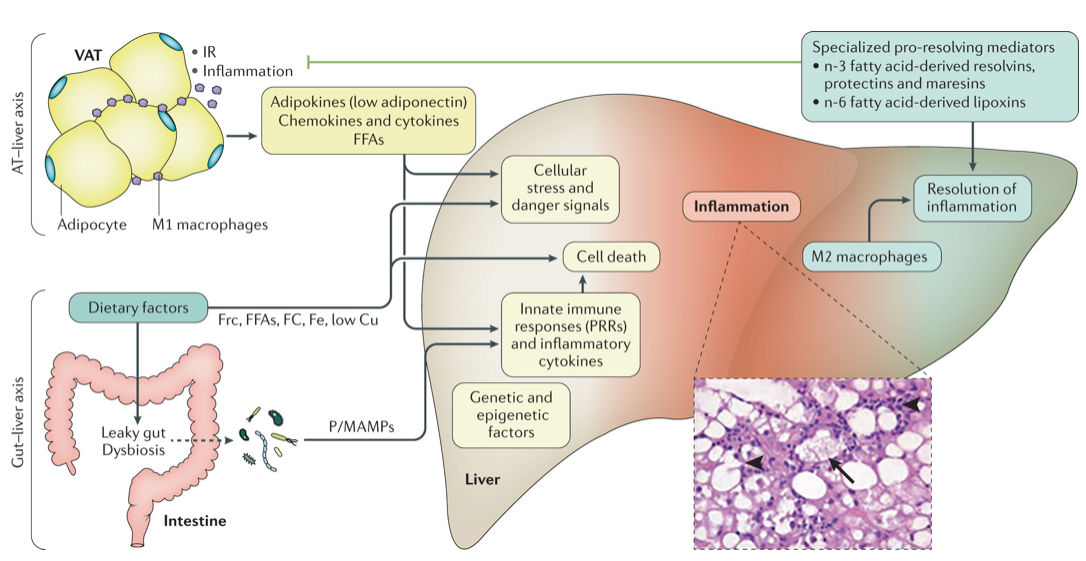 AT–liver axis
VAT
• IR
• Inflammation
Adipocyte
M1 macrophages
Adipokines (low adiponectin)
Chemokines and cytokines
FFAs
Specialized pro-resolving mediators
• n-3 fatty acid-derived resolvins,
protectins and maresins
• n-6 fatty acid-derived lipoxins
Cellular
stress and
danger signals
Inflammation
Resolution of
inflammation
M2 macrophages
Cell death
Gut–liver axis
Dietary factors
Frc, FFAs, FC, Fe, low Cu
Innate immune
responses (PRRs)
and inflammatory
cytokines
Genetic and
epigenetic
factors
Leaky gut
Dysbiosis
P/MAMPs
Liver
Intestine